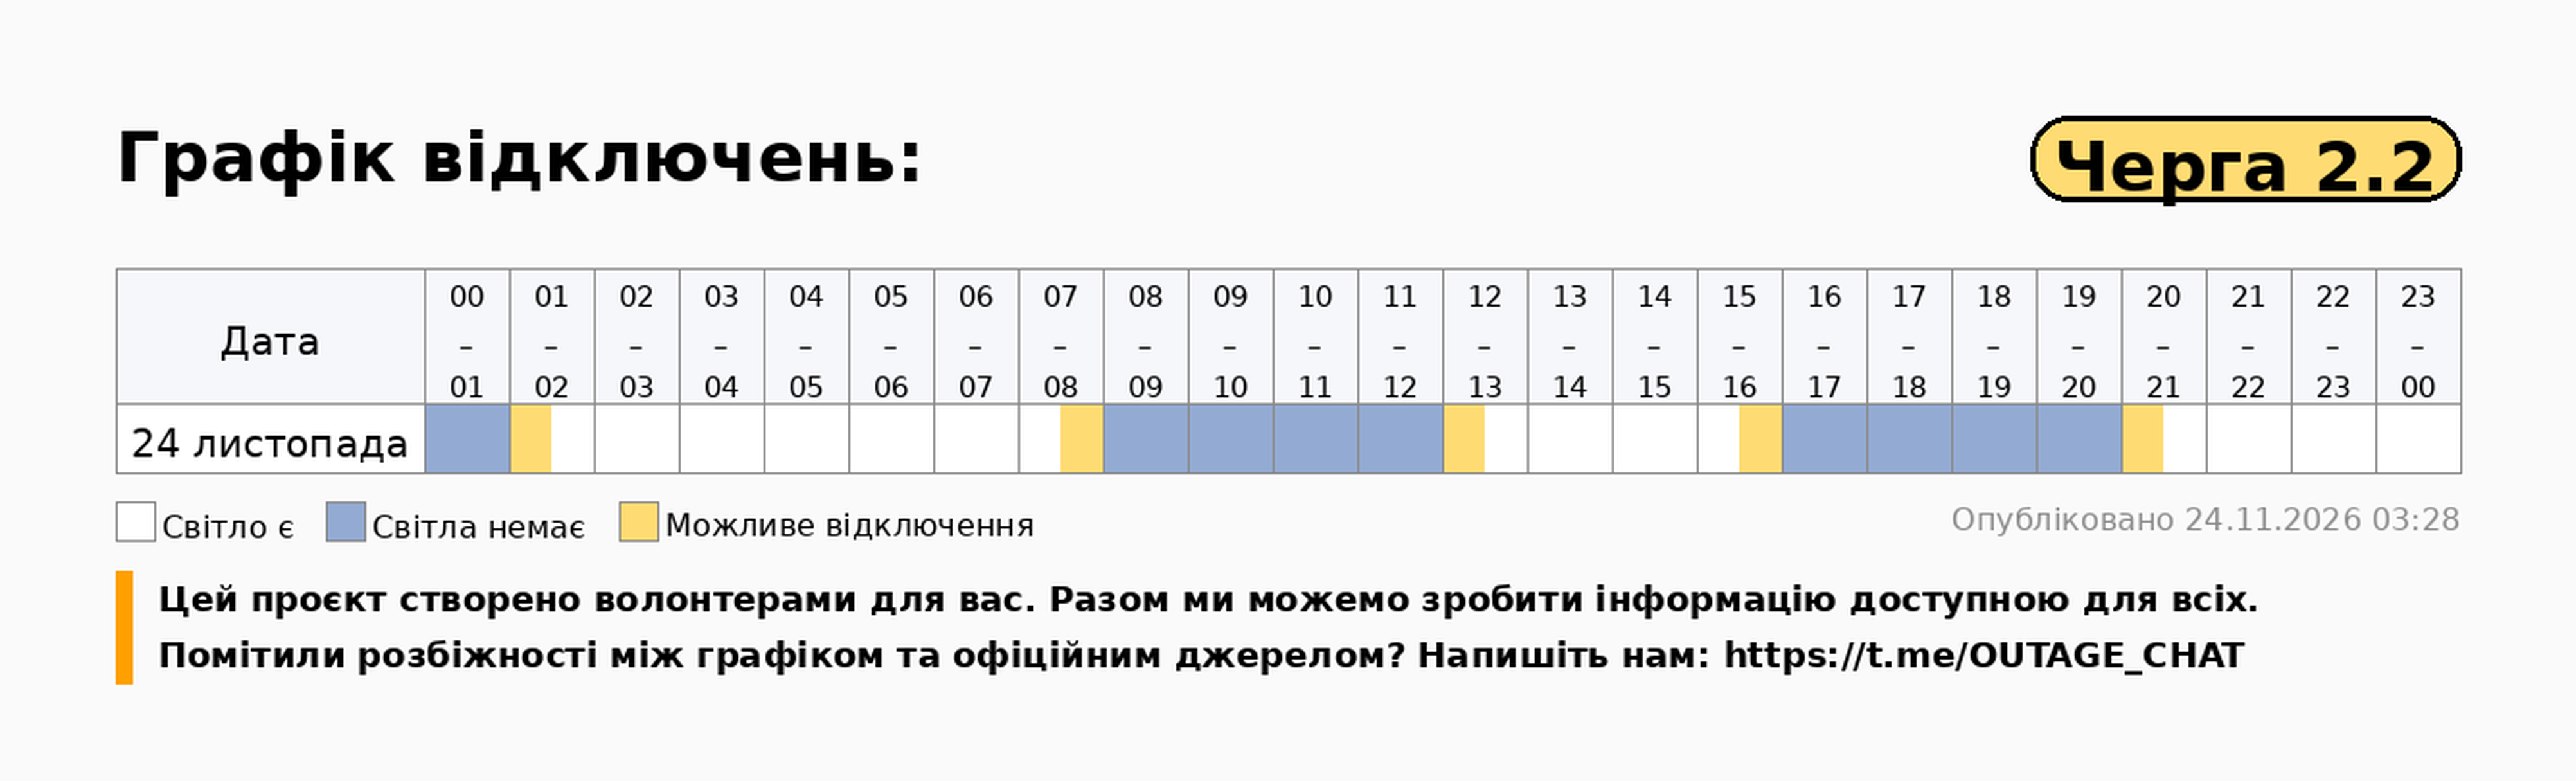 Графік відключень:
Черга 2.2
Дата
00 – 01
01 – 02
02 – 03
03 – 04
04 – 05
05 – 06
06 – 07
07 – 08
08 – 09
09 – 10
10 – 11
11 – 12
12 – 13
13 – 14
14 – 15
15 – 16
16 – 17
17 – 18
18 – 19
19 – 20
20 – 21
21 – 22
22 – 23
23 – 00
24 листопада
Світло є
Світла немає
Можливе відключення
Опубліковано 24.11.2026 03:28
Цей проєкт створено волонтерами для вас. Разом ми можемо зробити інформацію доступною для всіх.
Помітили розбіжності між графіком та офіційним джерелом? Напишіть нам: https://t.me/OUTAGE_CHAT